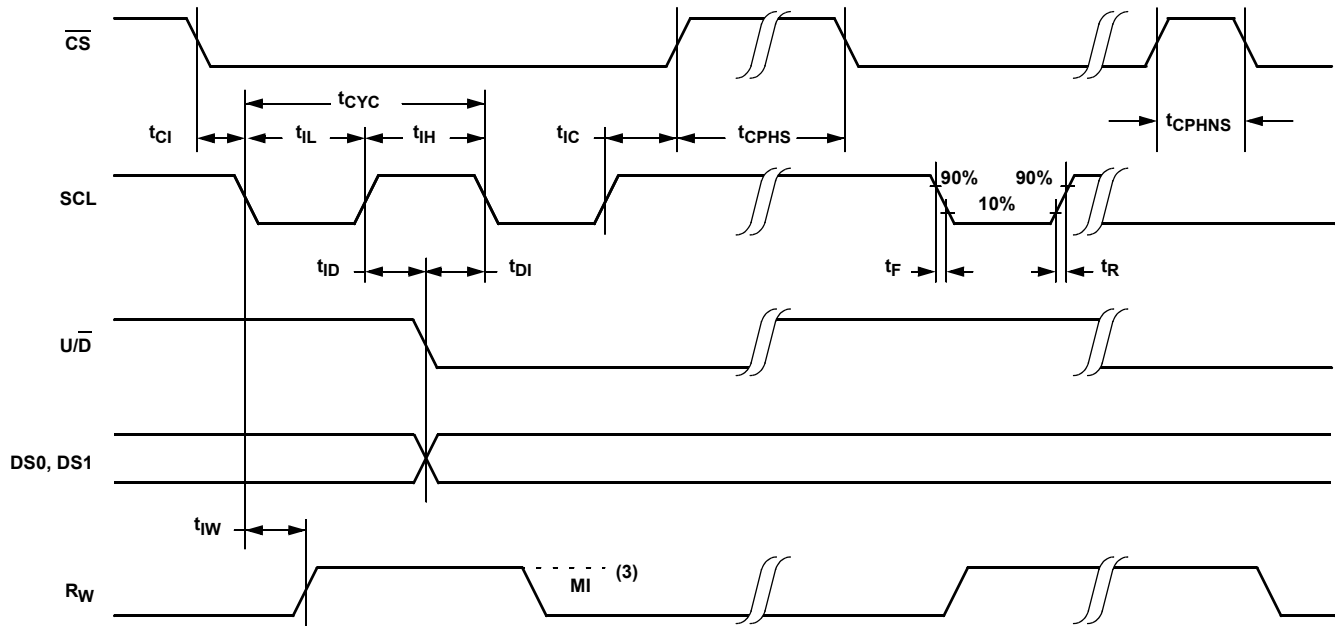 C̅S̅
tCYC
tCI
tIL
tIH
tIC
tCPHS
tCPHNS
SCL
90%
90%
10%
tID
tDI
tF
tR
U/D̅
DS0, DS1
tIW
RW
MI
(3)